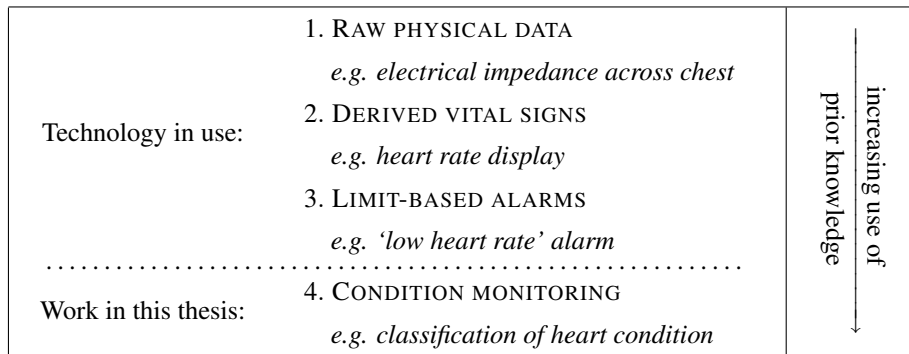 1. RAW PHYSICAL DATA
e.g. electrical impedance across chest
Technology in use:
2. DERIVED VITAL SIGNS
e.g. heart rate display
3. LIMIT-BASED ALARMS
e.g. ‘low heart rate’ alarm
Work in this thesis:
4. CONDITION MONITORING
e.g. classification of heart condition
increasing use of
prior knowledge